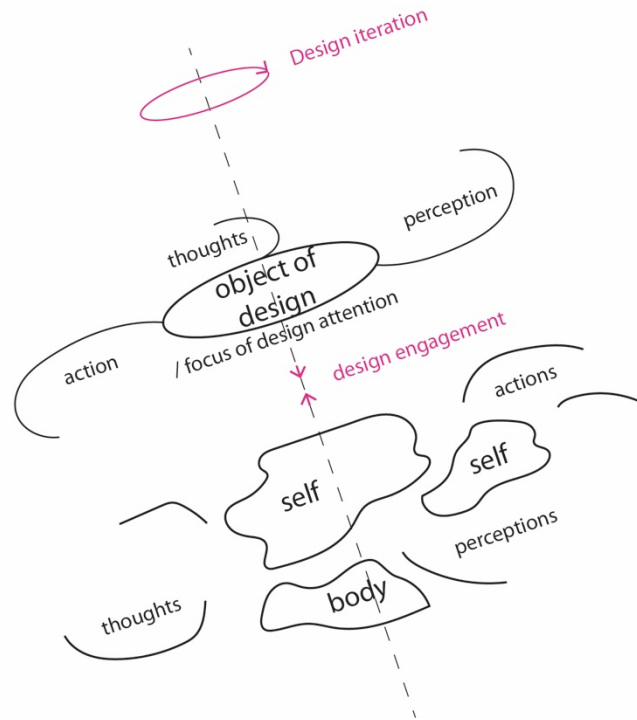 Design iteration
perception
thoughts
object of
design
/ focus of design attention
action
design engagement
actions
self
self
perceptions
body
thoughts